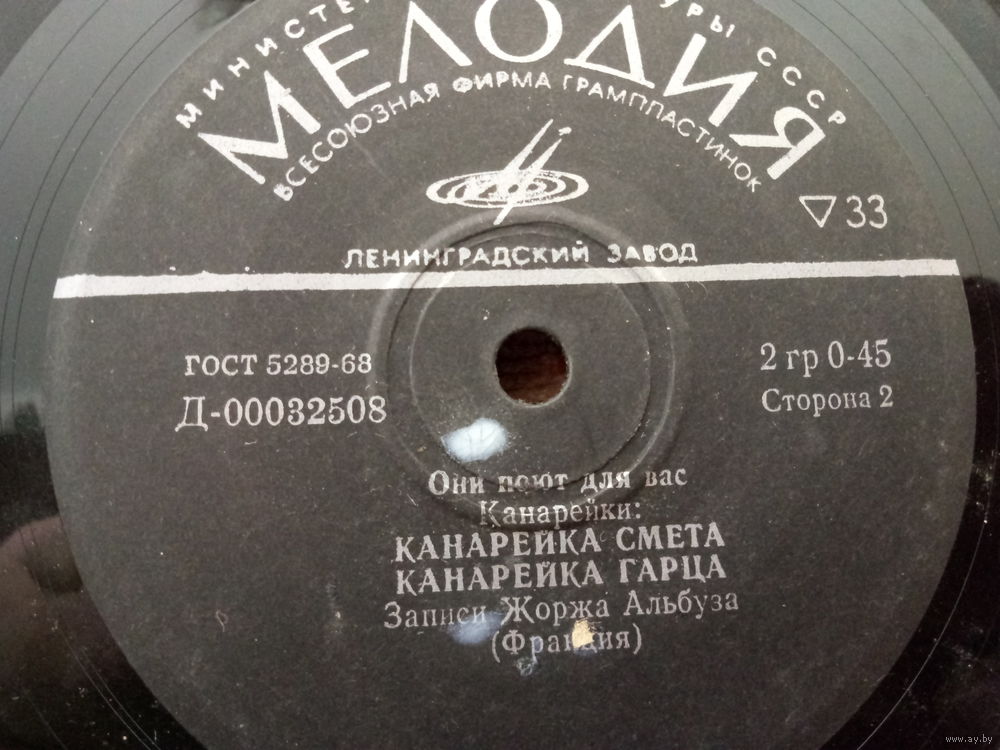 МЕЛОДИЯ
ВСЕСОЮЗНАЯ ФИРМА ГРАМПЛАСТИНОК
СССР
▽33
ЛЕНИНГРАДСКИЙ ЗАВОД
ГОСТ 5289-68
2 гр 0-45
Д-00032508
Сторона 2
Они поют для вас
Канарейки:
КАНАРЕЙКА СМЕТА
КАНАРЕЙКА ГАРЦА
Записи Жоржа Альбуза
(Франция)
www.ay.by